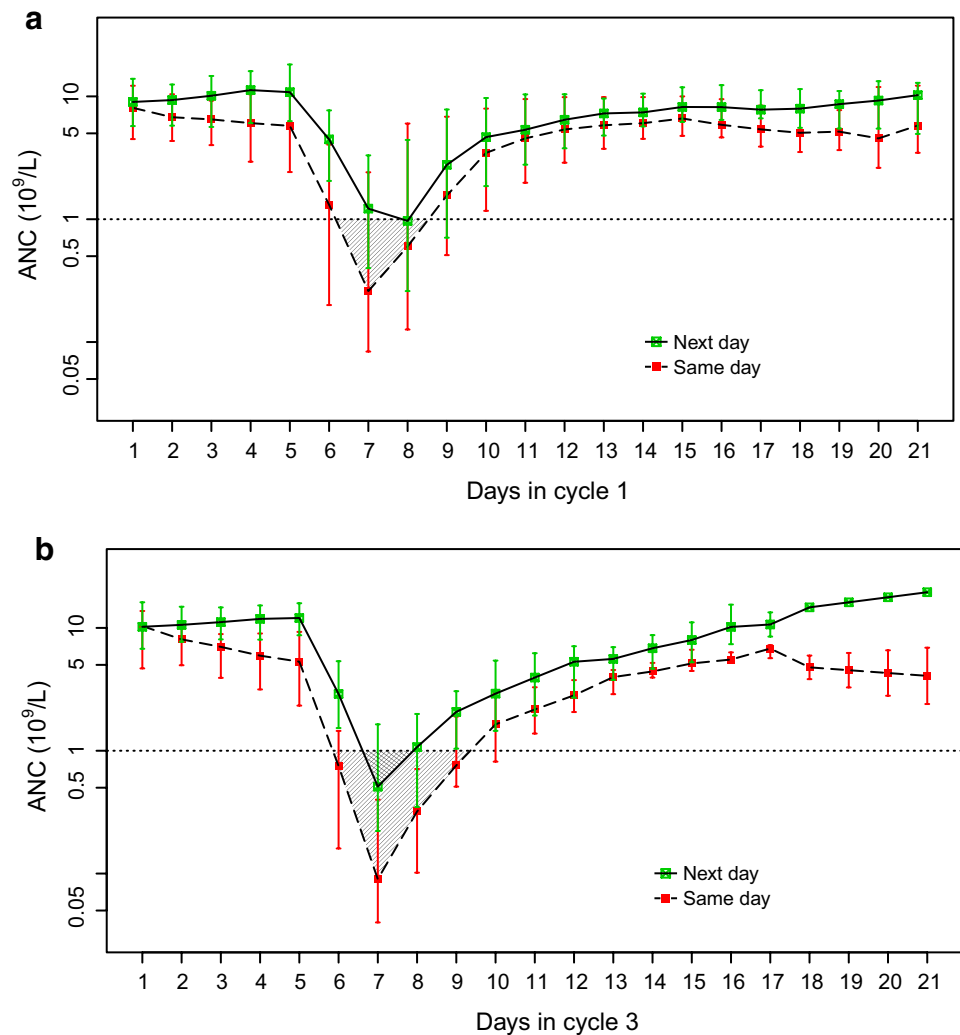 a
ANC (10⁹/L)
10
5
1
0.5
0.05
Next day
Same day
1 2 3 4 5 6 7 8 9 10 11 12 13 14 15 16 17 18 19 20 21
Days in cycle 1
b
ANC (10⁹/L)
10
5
1
0.5
0.05
Next day
Same day
1 2 3 4 5 6 7 8 9 10 11 12 13 14 15 16 17 18 19 20 21
Days in cycle 3